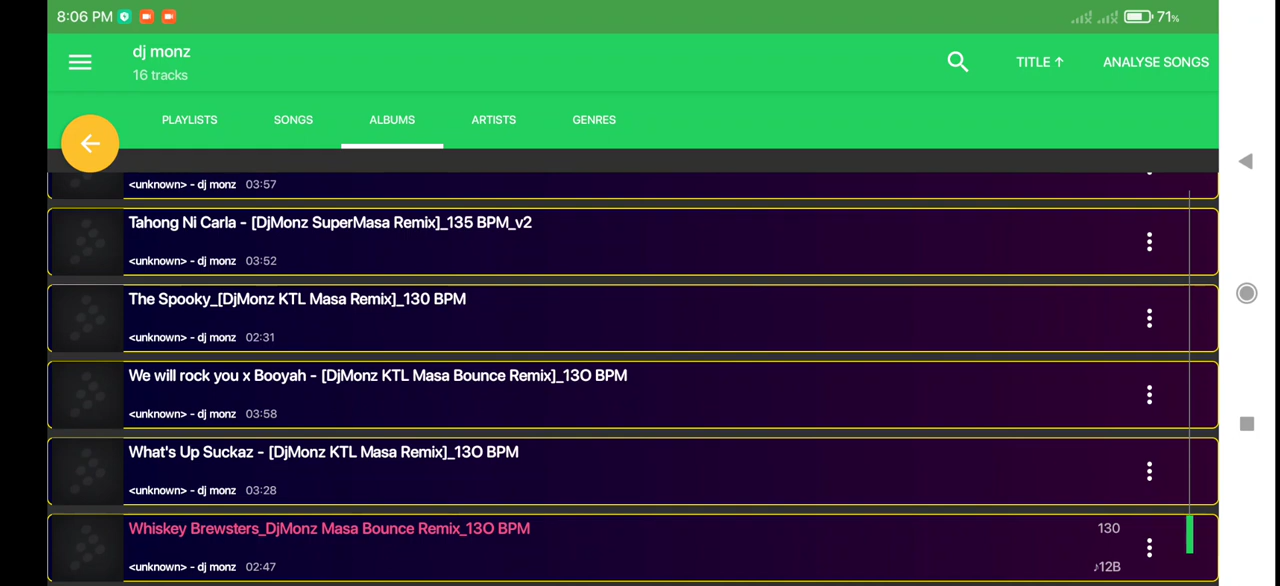 8:06 PM
71%
dj monz
16 tracks
TITLE ↑
ANALYSE SONGS
PLAYLISTS
SONGS
ALBUMS
ARTISTS
GENRES
<unknown> - dj monz 03:57
Tahong Ni Carla - [DjMonz SuperMasa Remix]_135 BPM_v2
<unknown> - dj monz 03:52
The Spooky_[DjMonz KTL Masa Remix]_130 BPM
<unknown> - dj monz 02:31
We will rock you x Booyah - [DjMonz KTL Masa Bounce Remix]_13O BPM
<unknown> - dj monz 03:58
What's Up Suckaz - [DjMonz KTL Masa Remix]_13O BPM
<unknown> - dj monz 03:28
Whiskey Brewsters_DjMonz Masa Bounce Remix_13O BPM
130
<unknown> - dj monz 02:47
♪12B